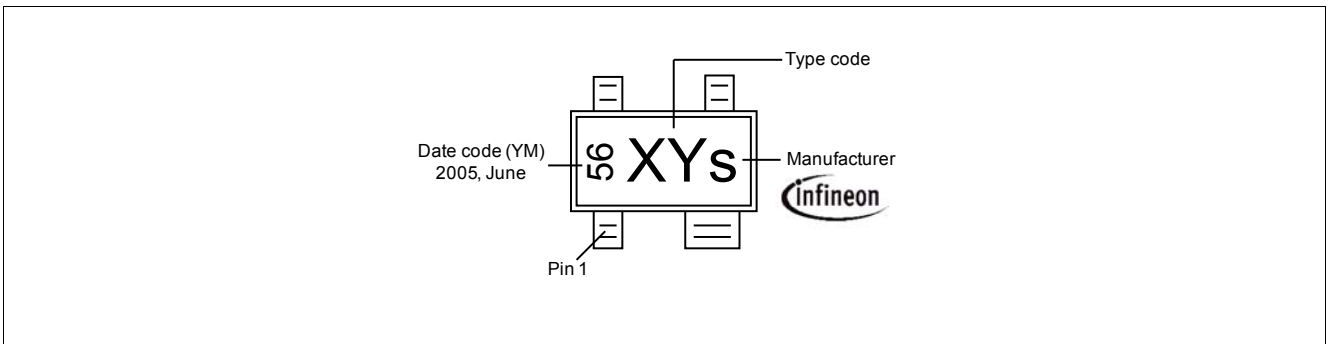 Type code
Date code (YM)
2005, June
56
XYs
Manufacturer
infineon
Pin 1